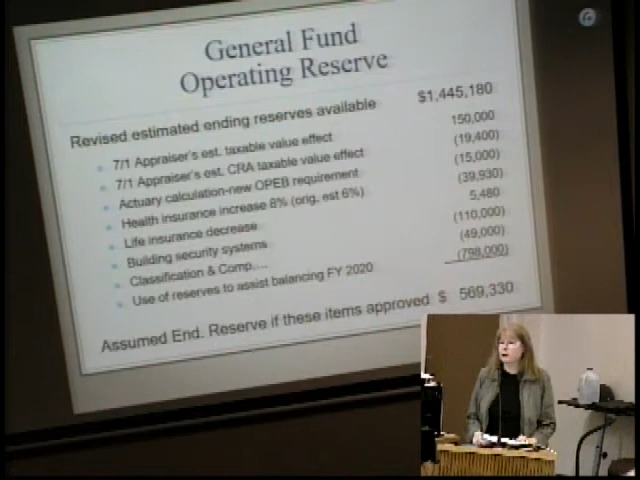 General Fund
Operating Reserve
Revised estimated ending reserves available $1,445,180
7/1 Appraiser's est. taxable value effect 150,000
7/1 Appraiser's est. CRA taxable value effect (19,400)
Actuary calculation-new OPEB requirement (15,000)
Health insurance increase 8% (orig, est 6%) (39,930)
Life insurance decrease 5,480
Building security systems (110,000)
Classification & Comp.... (49,000)
Use of reserves to assist balancing FY 2020 (798,000)
Assumed End. Reserve if these items approved $ 569,330